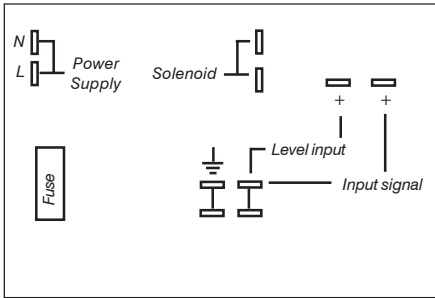 N
L
Power
Supply
Solenoid
+ +
Level input
Input signal
Fuse